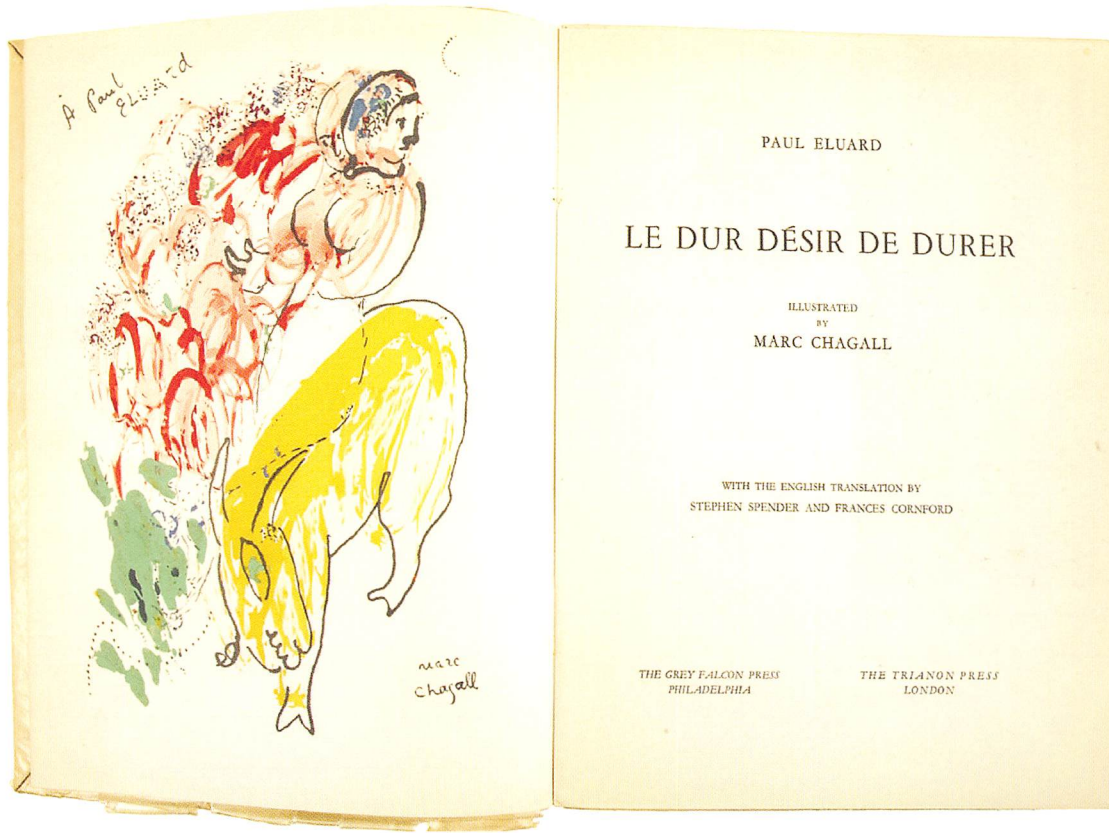 À Paul
ELUARD
marc
chagall
PAUL ELUARD
LE DUR DÉSIR DE DURER
ILLUSTRATED
BY
MARC CHAGALL
WITH THE ENGLISH TRANSLATION BY
STEPHEN SPENDER AND FRANCES CORNFORD
THE GREY FALCON PRESS
PHILADELPHIA
THE TRIANON PRESS
LONDON